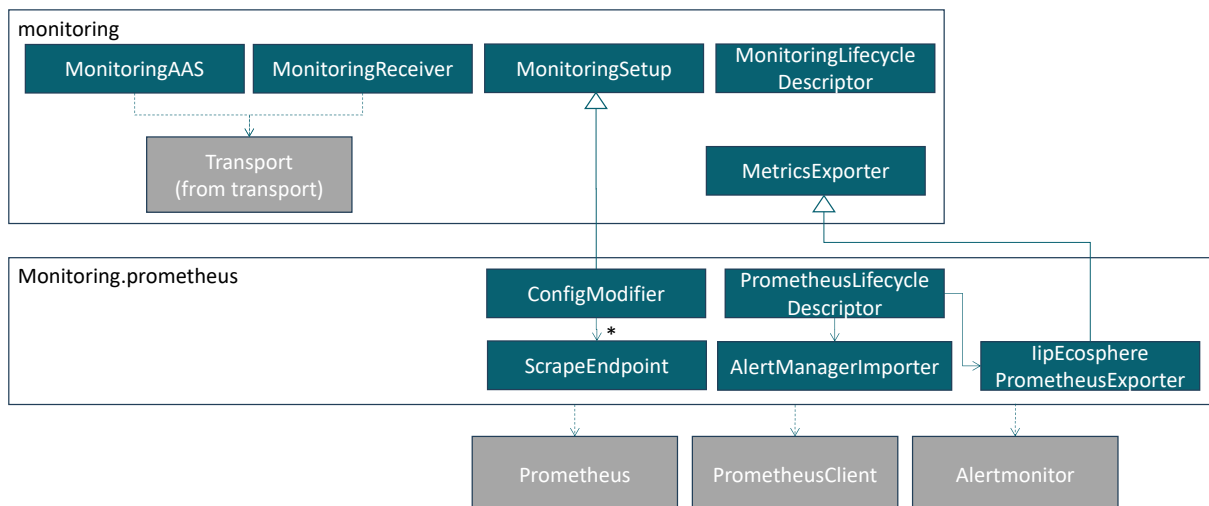 monitoring
MonitoringAAS
MonitoringReceiver
MonitoringSetup
MonitoringLifecycle
Descriptor
Transport
(from transport)
MetricsExporter
Monitoring.prometheus
ConfigModifier
PrometheusLifecycle
Descriptor
*
ScrapeEndpoint
AlertManagerImporter
IipEcosphere
PrometheusExporter
Prometheus
PrometheusClient
Alertmonitor